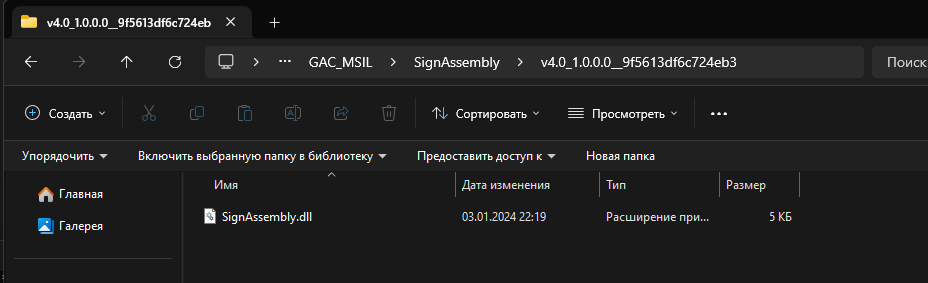 v4.0_1.0.0.0__9f5613df6c724eb
GAC_MSIL SignAssembly v4.0_1.0.0.0__9f5613df6c724eb3 Поиск
Создать Сортировать Просмотреть
Упорядочить Включить выбранную папку в библиотеку Предоставить доступ к Новая папка
Имя Дата изменения Тип Размер
Главная
SignAssembly.dll 03.01.2024 22:19 Расширение при... 5 КБ
Галерея